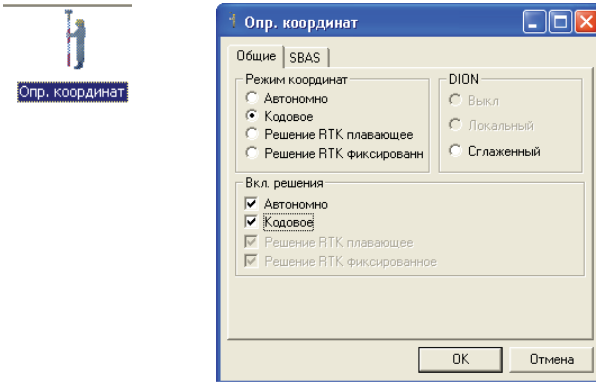 Опр. координат
Опр. координат
Общие SBAS
Режим координат
Автономно
Кодовое
Решение RTK плавающее
Решение RTK фиксированн
DION
Выкл
Локальный
Сглаженный
Вкл. решения
Автономно
Кодовое
Решение RTK плавающее
Решение RTK фиксированное
OK Отмена